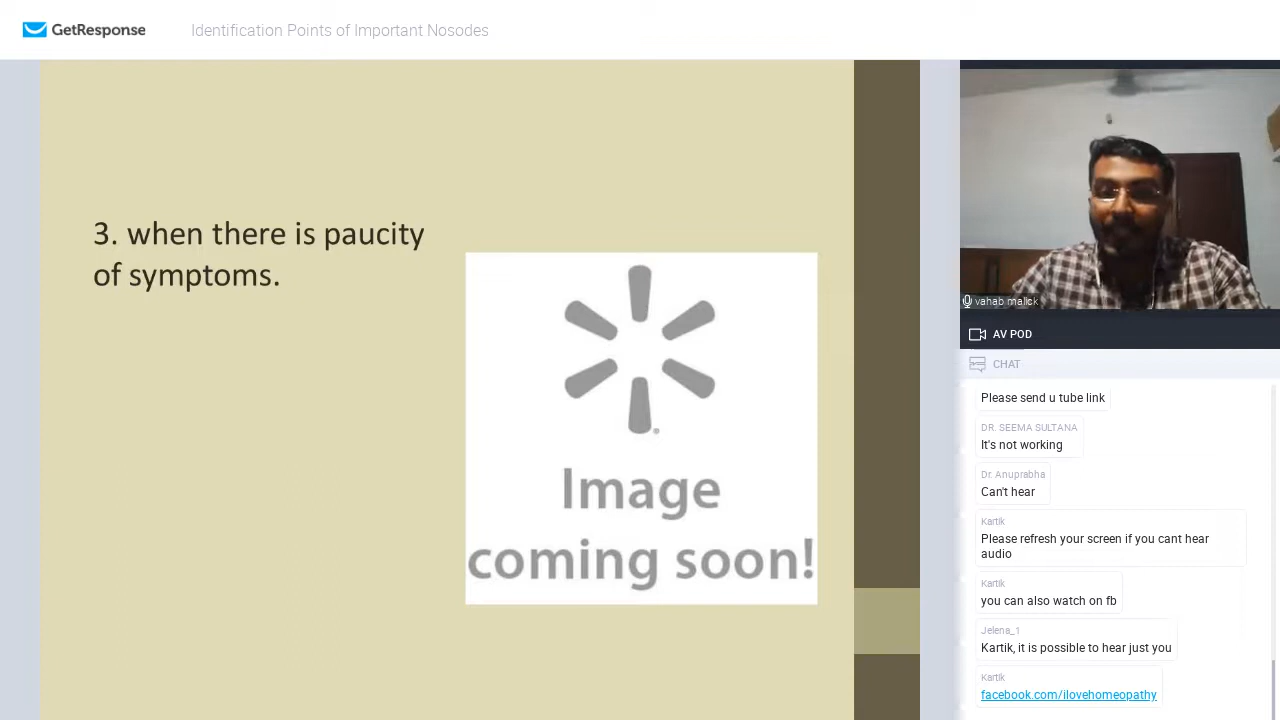 GetResponse
Identification Points of Important Nosodes
3. when there is paucity
of symptoms.
Image
coming soon!
vahab malick
AV POD
CHAT
Please send u tube link
DR. SEEMA SULTANA
It's not working
Dr. Anuprabha
Can't hear
Kartik
Please refresh your screen if you cant hear
audio
Kartik
you can also watch on fb
Jelena_1
Kartik, it is possible to hear just you
Kartik
facebook.com/ilovehomeopathy